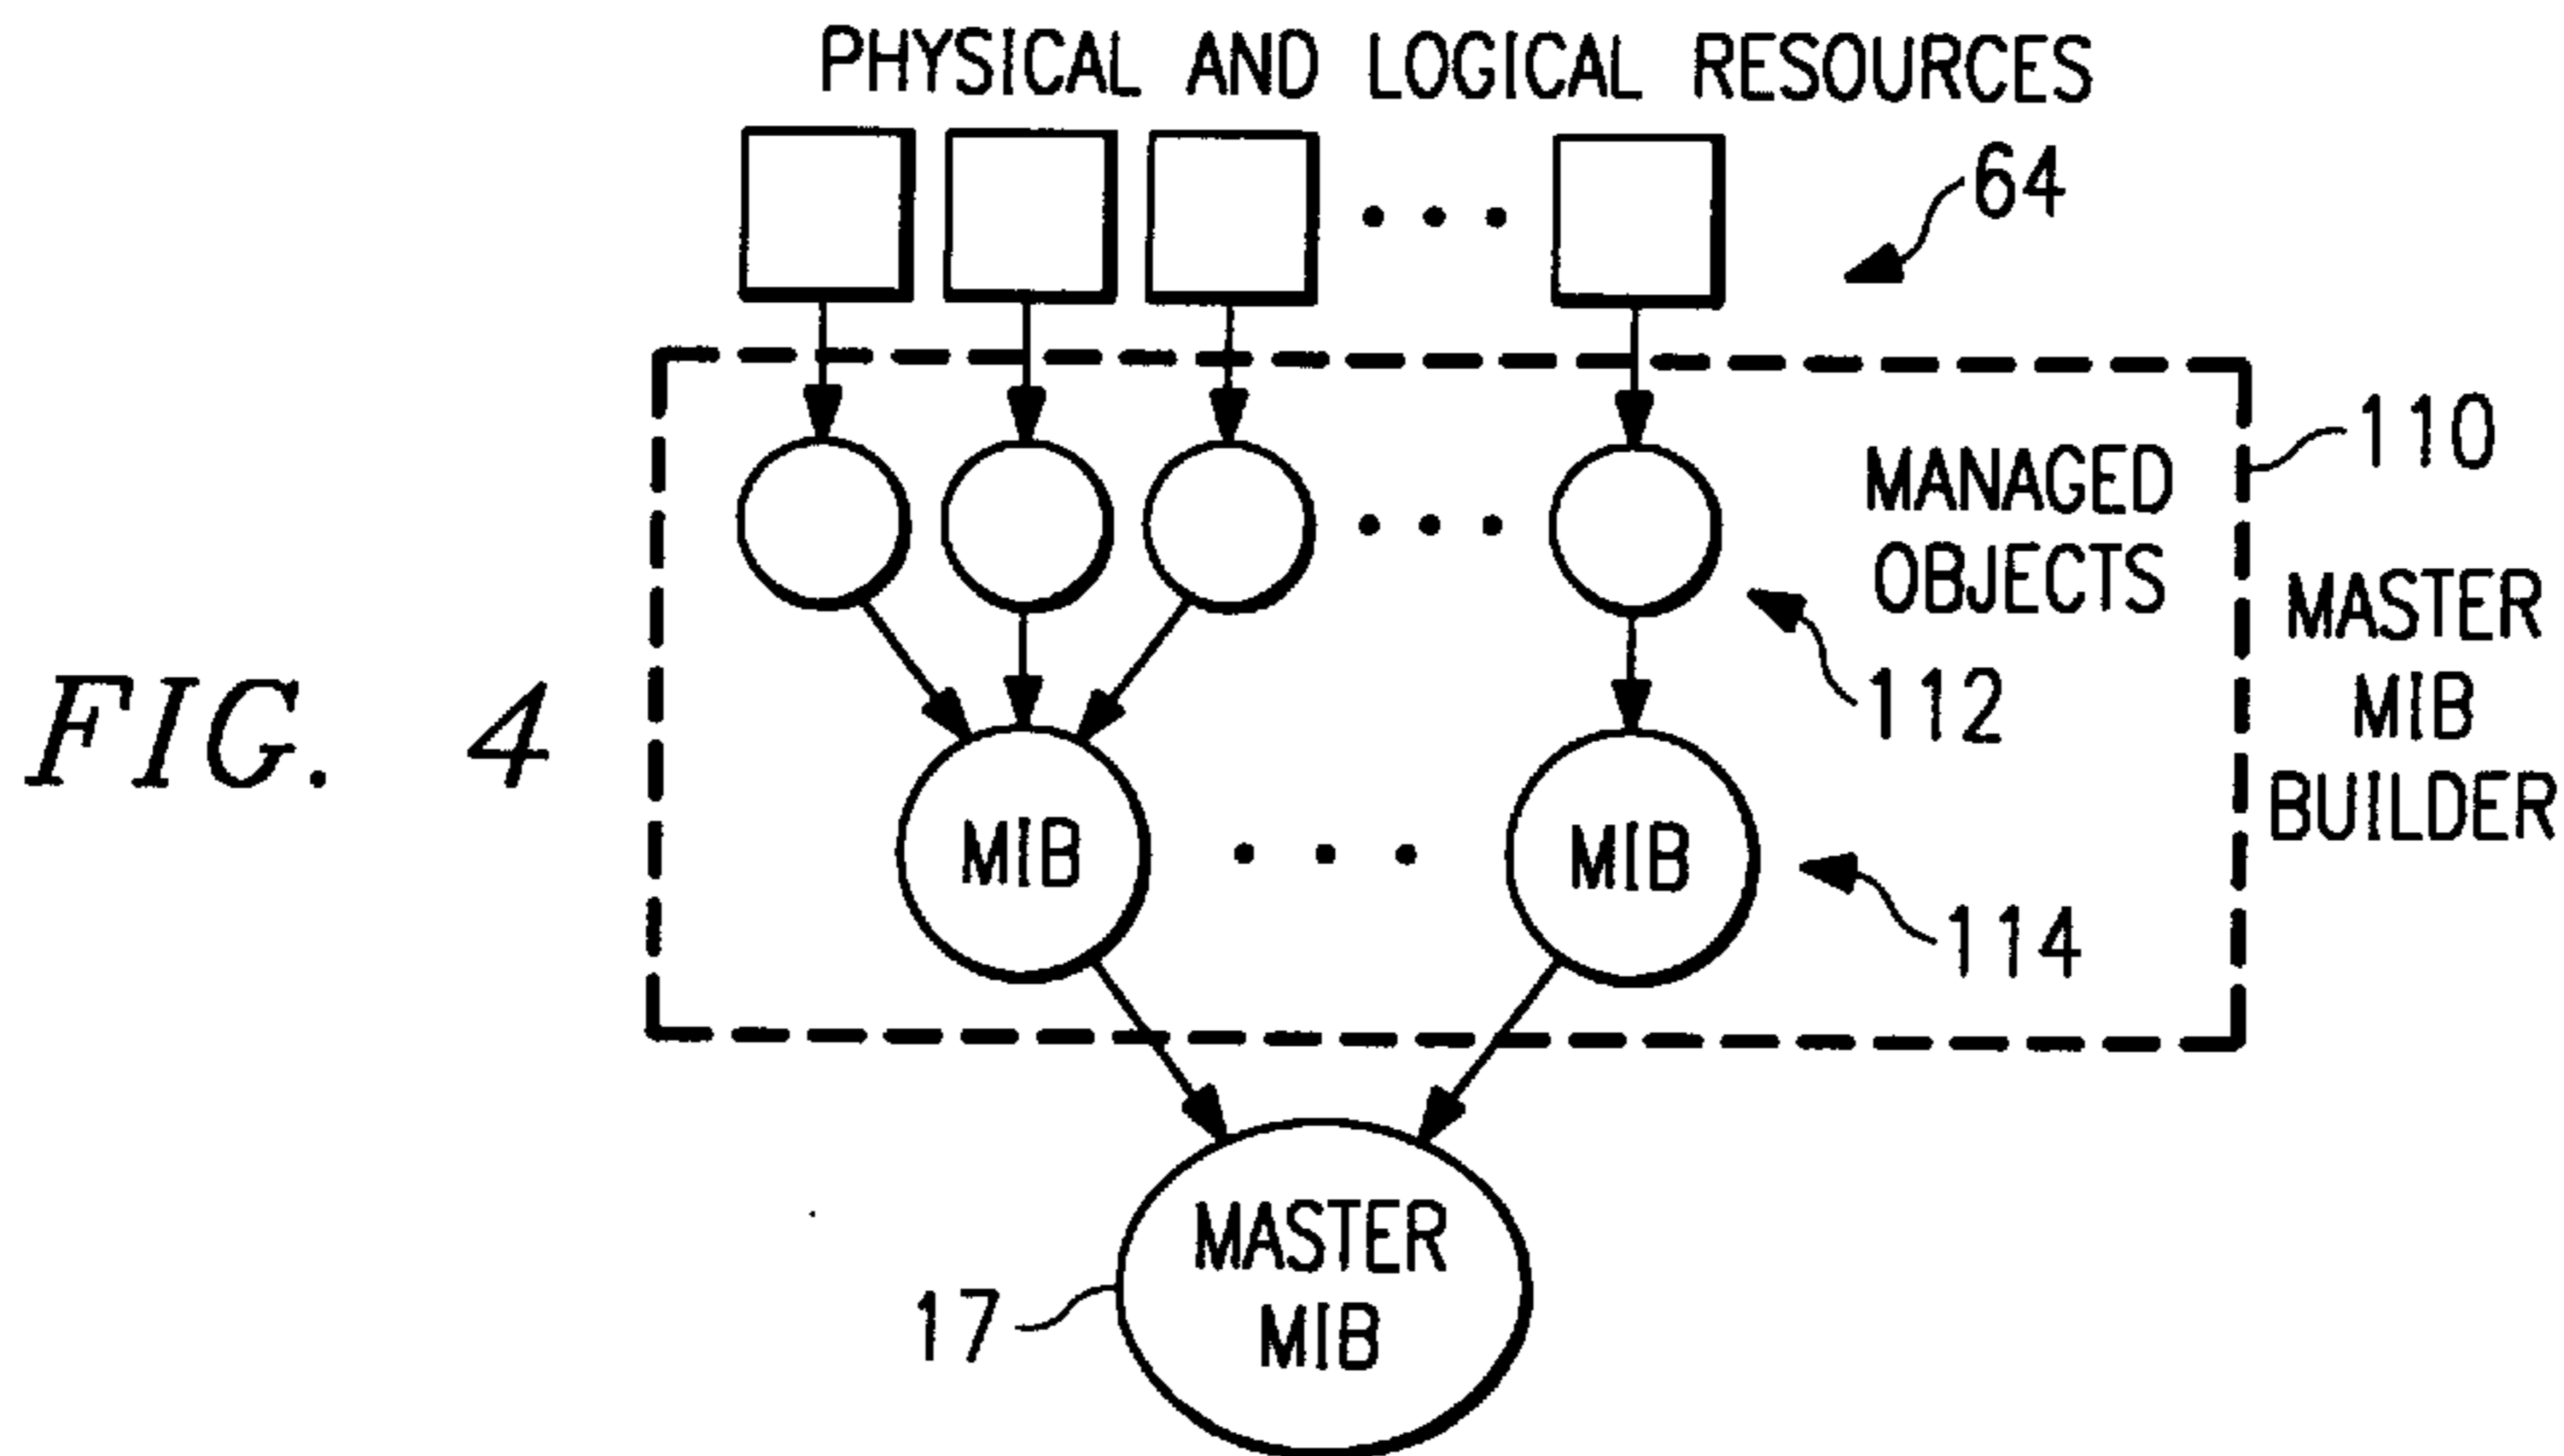 PHYSICAL AND LOGICAL RESOURCES
64
110
MANAGED
OBJECTS
112
MASTER
MIB
BUILDER
FIG. 4
MIB
MIB
114
17
MASTER
MIB